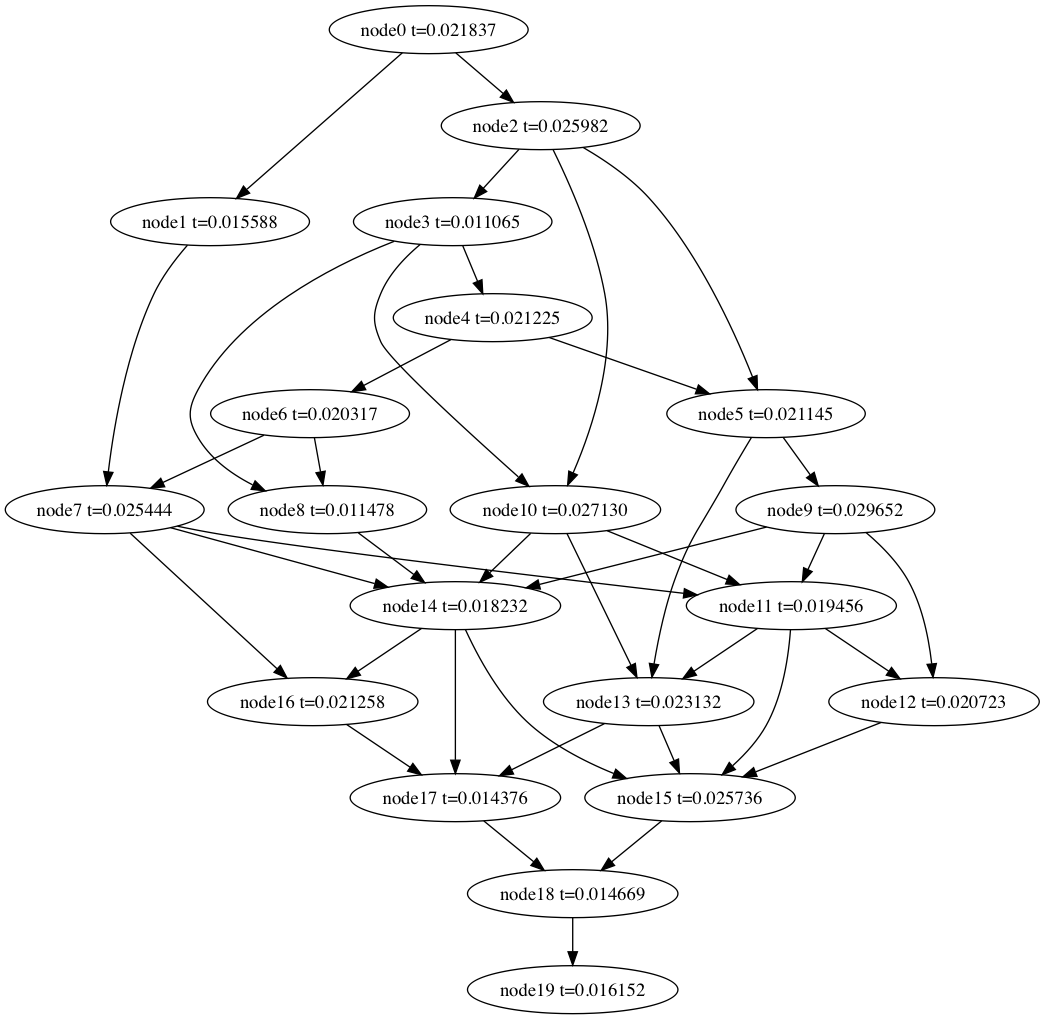 node0 t=0.021837
node2 t=0.025982
node1 t=0.015588
node3 t=0.011065
node4 t=0.021225
node6 t=0.020317
node5 t=0.021145
node7 t=0.025444
node8 t=0.011478
node10 t=0.027130
node9 t=0.029652
node14 t=0.018232
node11 t=0.019456
node16 t=0.021258
node13 t=0.023132
node12 t=0.020723
node17 t=0.014376
node15 t=0.025736
node18 t=0.014669
node19 t=0.016152